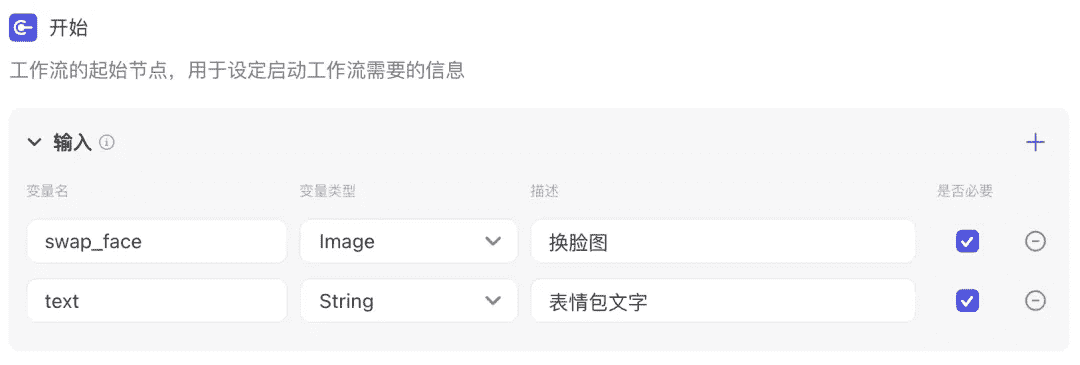 开始
工作流的起始节点，用于设定启动工作流需要的信息
输入
变量名 变量类型 描述 是否必要
swap_face Image 换脸图
text String 表情包文字